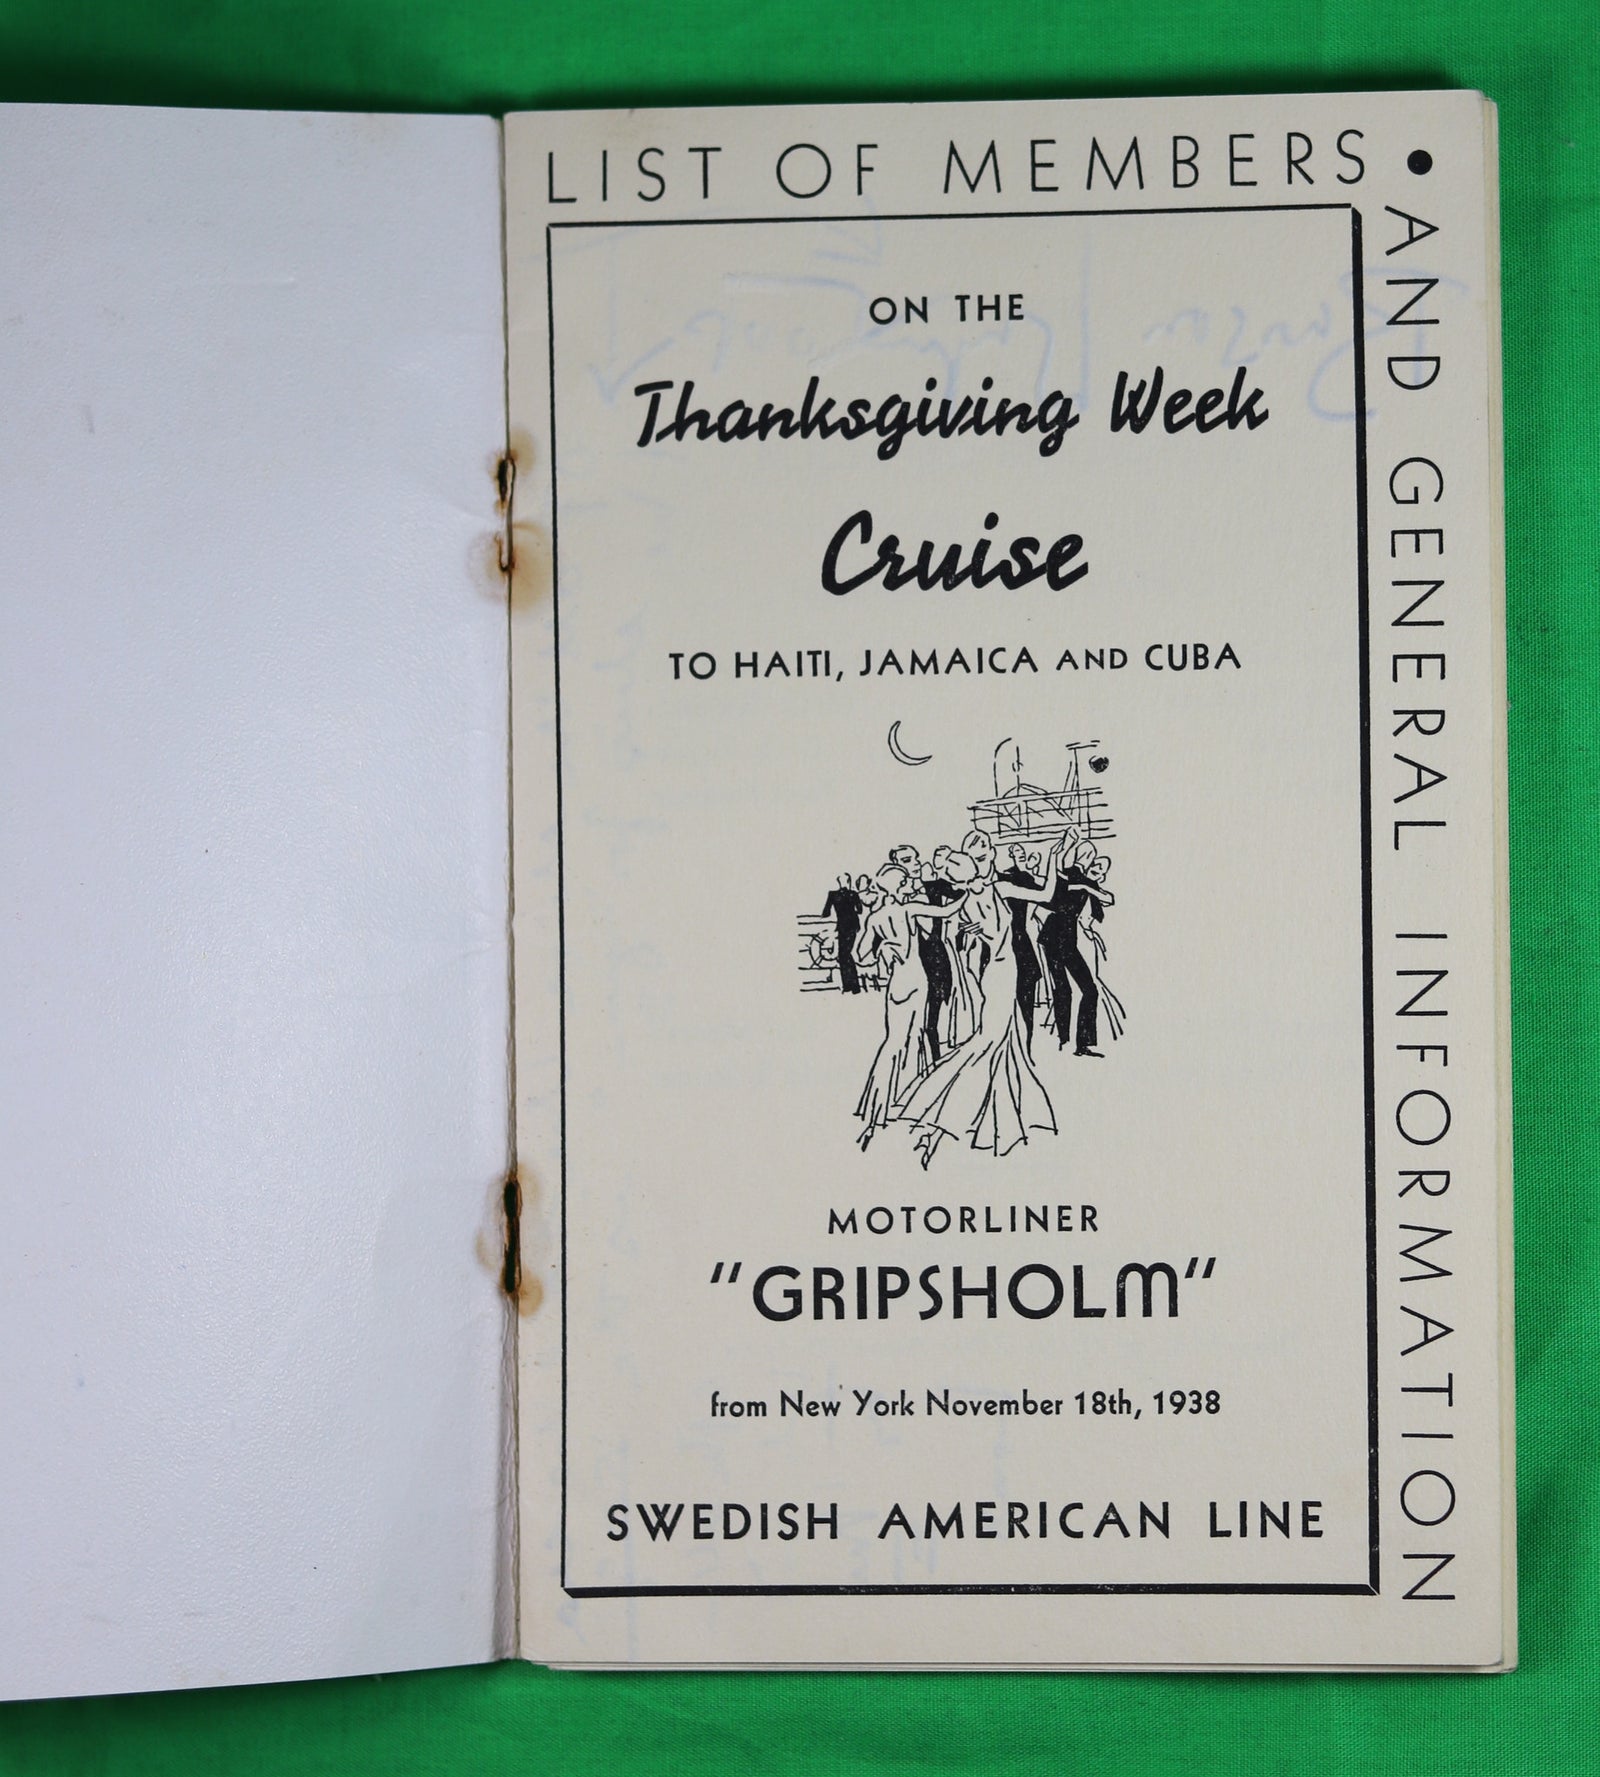 LIST OF MEMBERS •
AND GENERAL INFORMATION
ON THE
Thanksgiving Week
Cruise
TO HAITI, JAMAICA AND CUBA
MOTORLINER
"GRIPSHOLM"
from New York November 18th, 1938
SWEDISH AMERICAN LINE